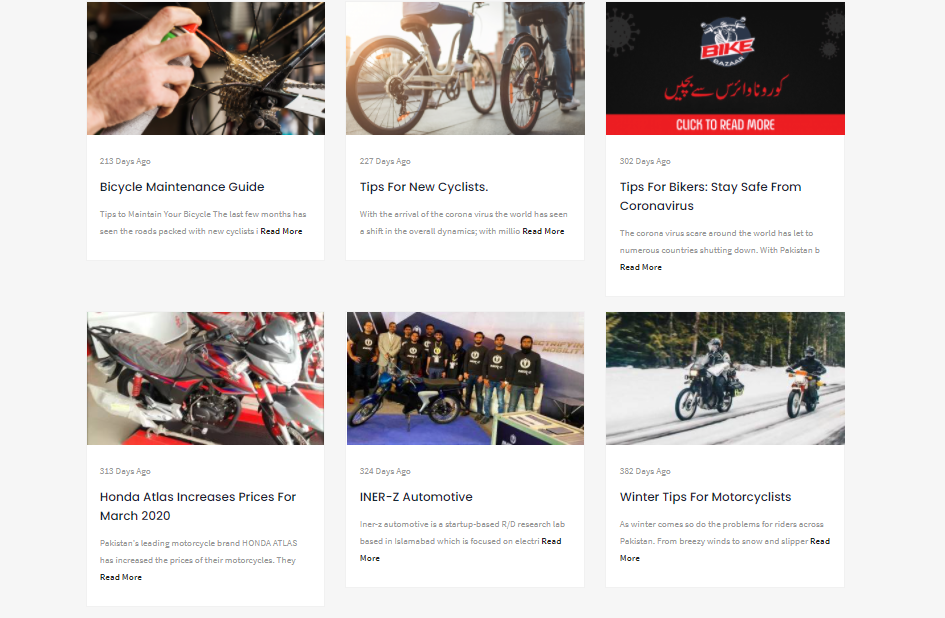 BIKE
BAZAAR
کورونا وائرس سے بچیں
CLICK TO READ MORE
213 Days Ago
Bicycle Maintenance Guide
Tips to Maintain Your Bicycle The last few months has
seen the roads packed with new cyclists i Read More
227 Days Ago
Tips For New Cyclists.
With the arrival of the corona virus the world has seen
a shift in the overall dynamics; with millio Read More
302 Days Ago
Tips For Bikers: Stay Safe From
Coronavirus
The corona virus scare around the world has let to
numerous countries shutting down. With Pakistan b
Read More
ECTRIFYING
MOBILITY
313 Days Ago
Honda Atlas Increases Prices For
March 2020
Pakistan's leading motorcycle brand HONDA ATLAS
has increased the prices of their motorcycles. They
Read More
324 Days Ago
INER-Z Automotive
Iner-z automotive is a startup-based R/D research lab
based in Islamabad which is focused on electri Read
More
382 Days Ago
Winter Tips For Motorcyclists
As winter comes so do the problems for riders across
Pakistan. From breezy winds to snow and slipper Read
More